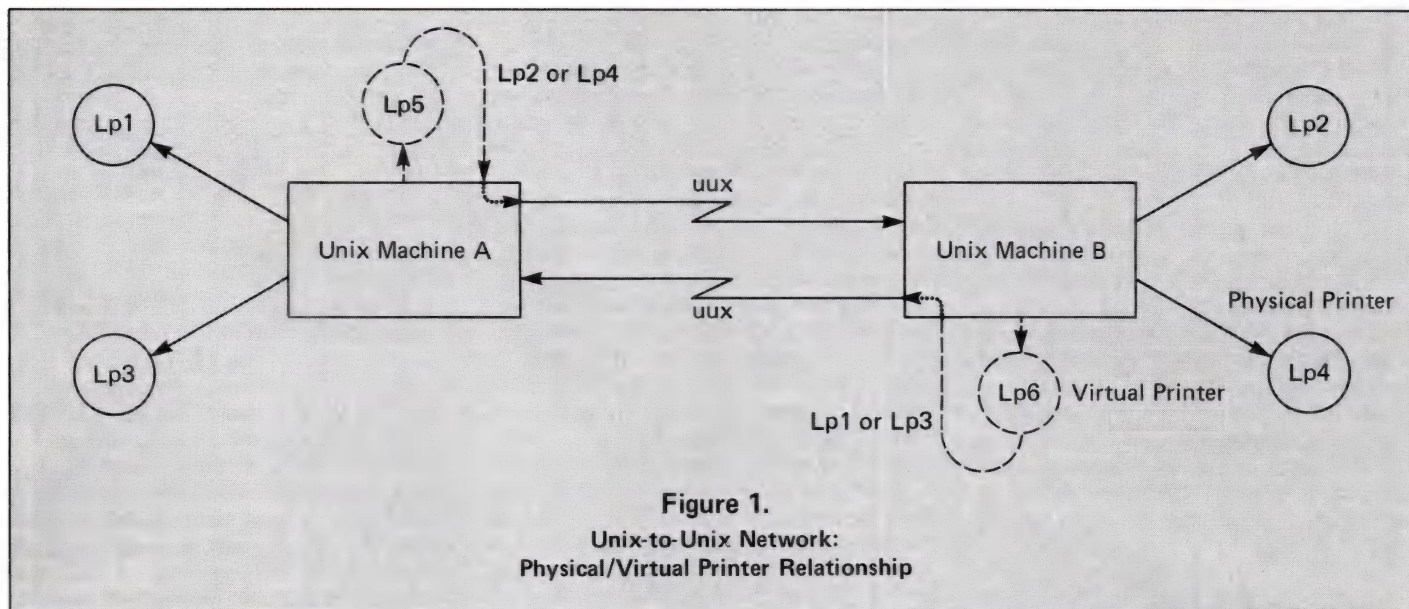 Lp1
Lp5
Lp2 or Lp4
Lp2
uux
Unix Machine A
Unix Machine B
uux
Physical Printer
Lp3
Lp6
Virtual Printer
Lp4
Lp1 or Lp3
Figure 1.
Unix-to-Unix Network:
Physical/Virtual Printer Relationship